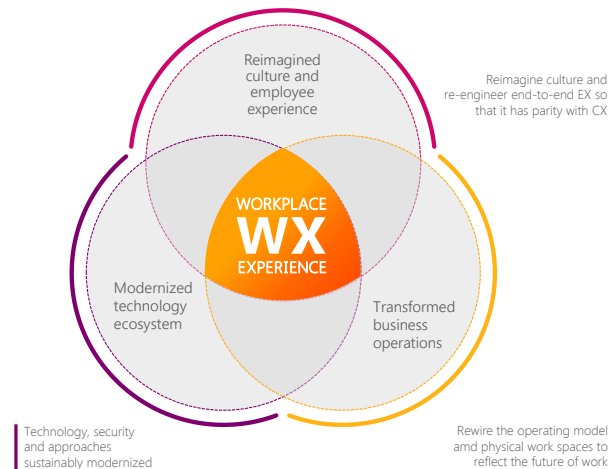 Reimagined
culture and
employee
experience
Reimagine culture and
re-engineer end-to-end EX so
that it has parity with CX
WORKPLACE
WX
EXPERIENCE
Modernized
technology
ecosystem
Transformed
business
operations
Technology, security
and approaches
sustainably modernized
Rewire the operating model
amd physical work spaces to
reflect the future of work